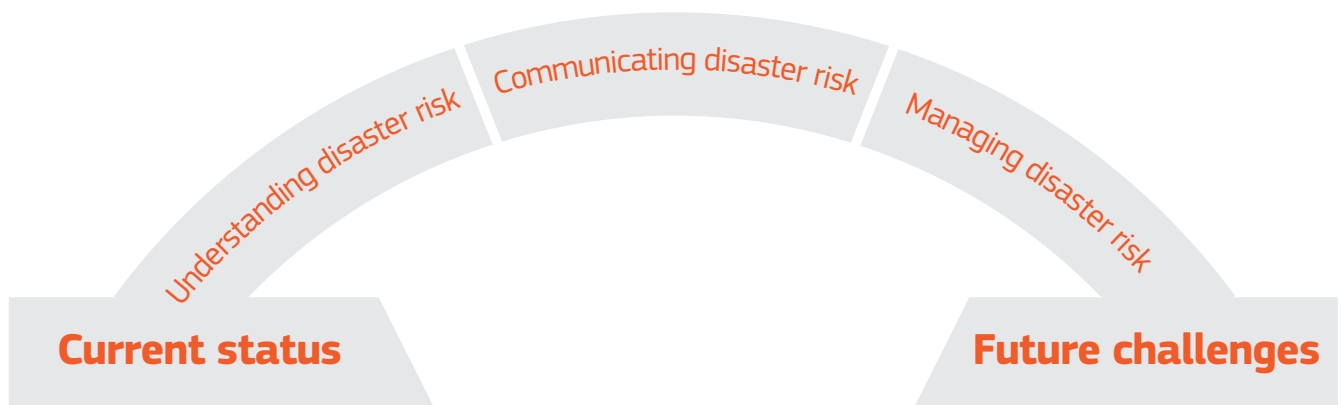 Understanding disaster risk
Communicating disaster risk
Managing disaster risk
Current status
Future challenges